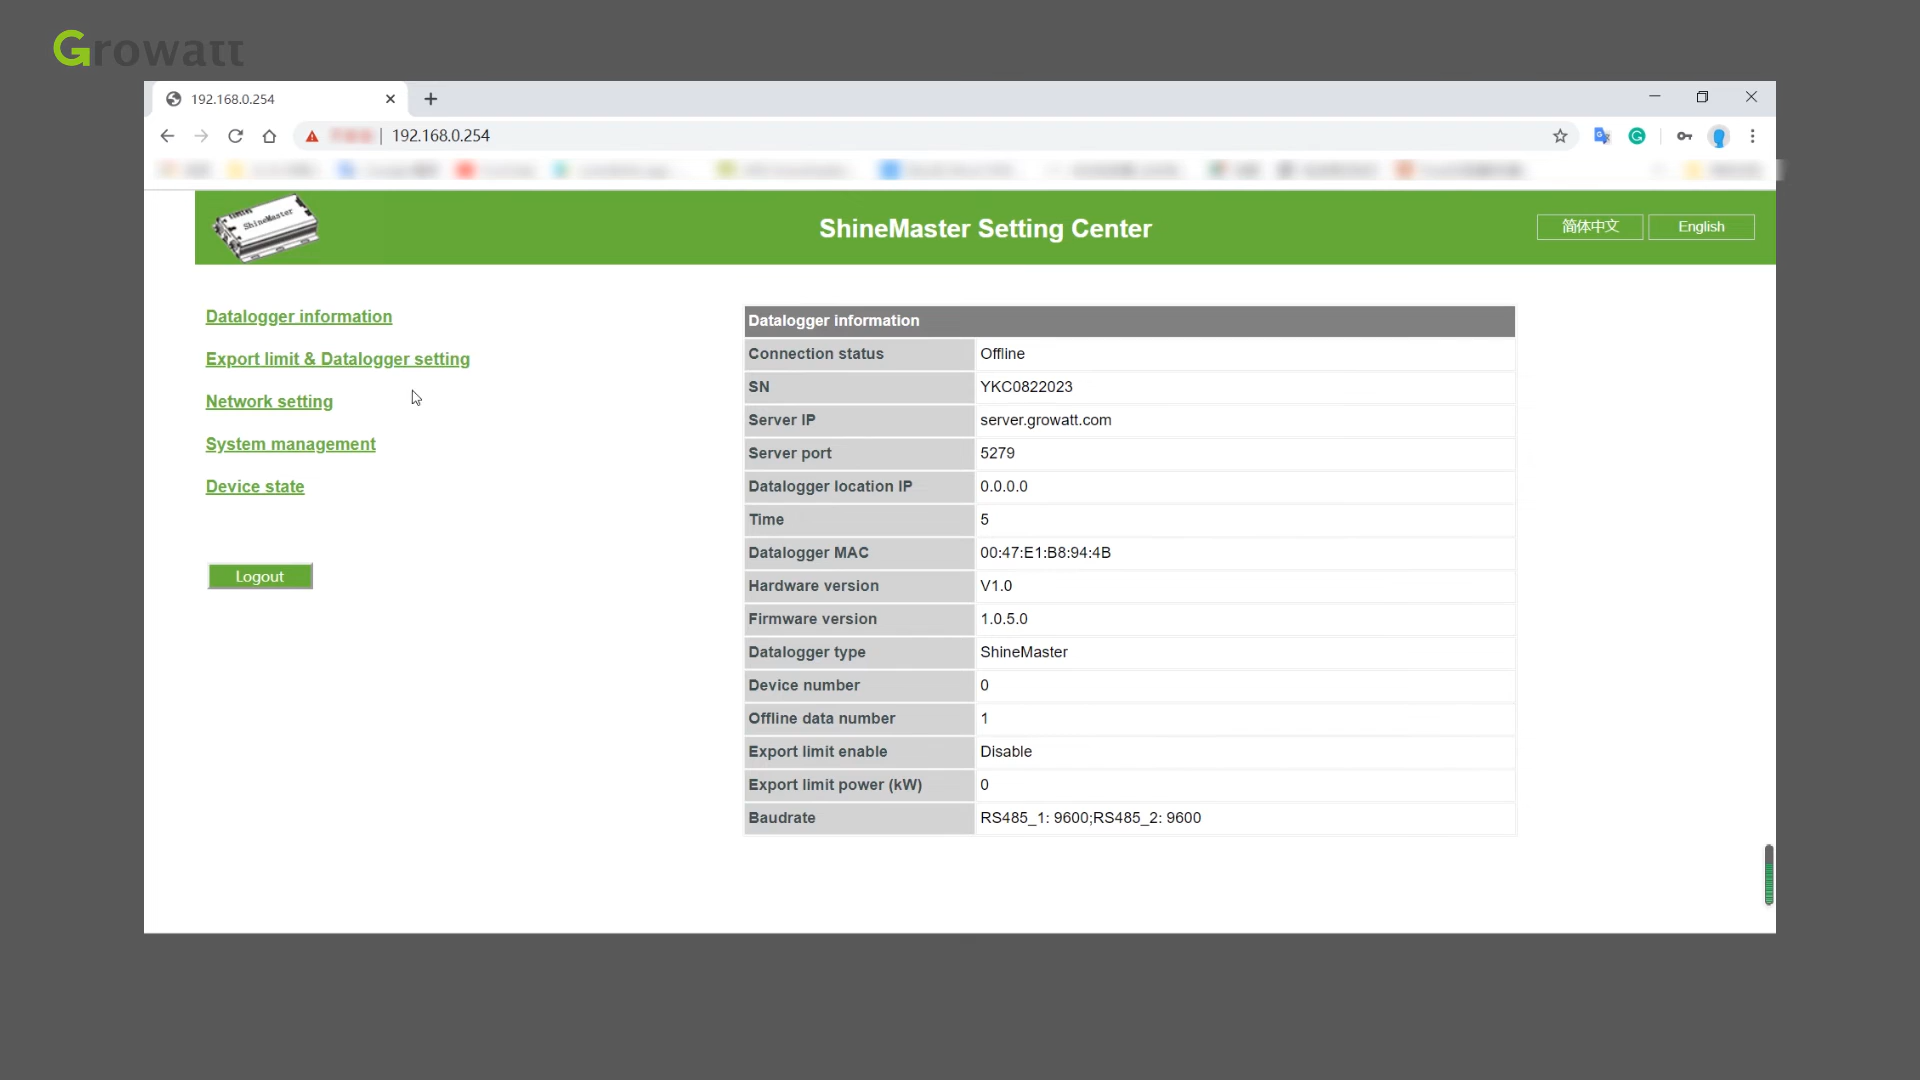 Growatt
192.168.0.254
192.168.0.254
ShineMaster
ShineMaster Setting Center
简体中文
English
Datalogger information
Export limit & Datalogger setting
Network setting
System management
Device state
Logout
Datalogger information
Connection status Offline
SN YKC0822023
Server IP server.growatt.com
Server port 5279
Datalogger location IP 0.0.0.0
Time 5
Datalogger MAC 00:47:E1:B8:94:4B
Hardware version V1.0
Firmware version 1.0.5.0
Datalogger type ShineMaster
Device number 0
Offline data number 1
Export limit enable Disable
Export limit power (kW) 0
Baudrate RS485_1: 9600;RS485_2: 9600